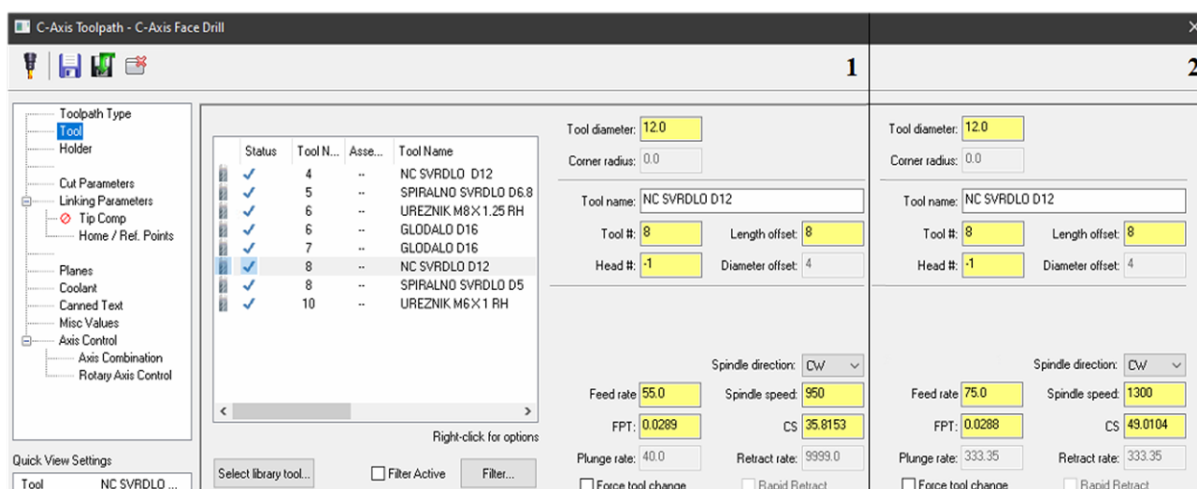 C-Axis Toolpath - C-Axis Face Drill
1
2
Toolpath Type
Tool
Holder
Cut Parameters
Linking Parameters
Tip Comp
Home / Ref. Points
Planes
Coolant
Canned Text
Misc Values
Axis Control
Axis Combination
Rotary Axis Control
Quick View Settings
Tool NC SVRDLO ...
Status Tool N... Asse... Tool Name
4 -- NC SVRDLO D12
5 -- SPIRALNO SVRDLO D6.8
6 -- UREZNIK M8X1.25 RH
6 -- GLODALO D16
7 -- GLODALO D16
8 -- NC SVRDLO D12
8 -- SPIRALNO SVRDLO D5
10 -- UREZNIK M6X1 RH
Right-click for options
Select library tool...
Filter Active
Filter...
Tool diameter: 12.0
Corner radius: 0.0
Tool name: NC SVRDLO D12
Tool #: 8 Length offset: 8
Head #: -1 Diameter offset: 4
Spindle direction: CW
Feed rate 55.0 Spindle speed: 950
FPT: 0.0289 CS 35.8153
Plunge rate: 40.0 Retract rate: 9999.0
Force tool change Rapid Retract
Tool diameter: 12.0
Corner radius: 0.0
Tool name: NC SVRDLO D12
Tool #: 8 Length offset: 8
Head #: -1 Diameter offset: 4
Spindle direction: CW
Feed rate 75.0 Spindle speed: 1300
FPT: 0.0288 CS 49.0104
Plunge rate: 333.35 Retract rate: 333.35
Force tool change Rapid Retract